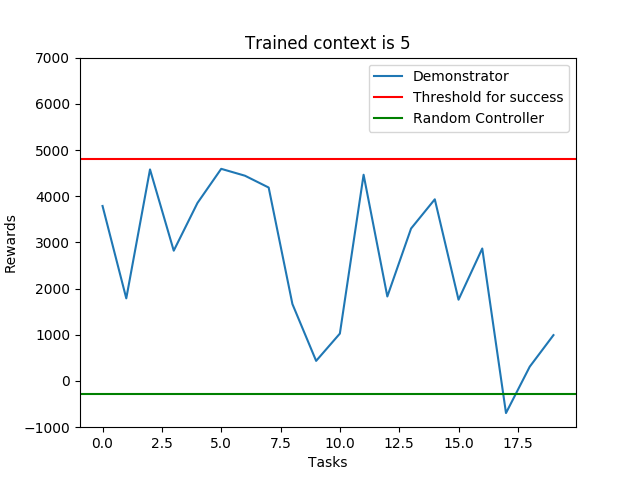 Trained context is 5
7000
6000
5000
4000
3000
2000
1000
0
−1000
Rewards
Demonstrator
Threshold for success
Random Controller
0.0 2.5 5.0 7.5 10.0 12.5 15.0 17.5
Tasks